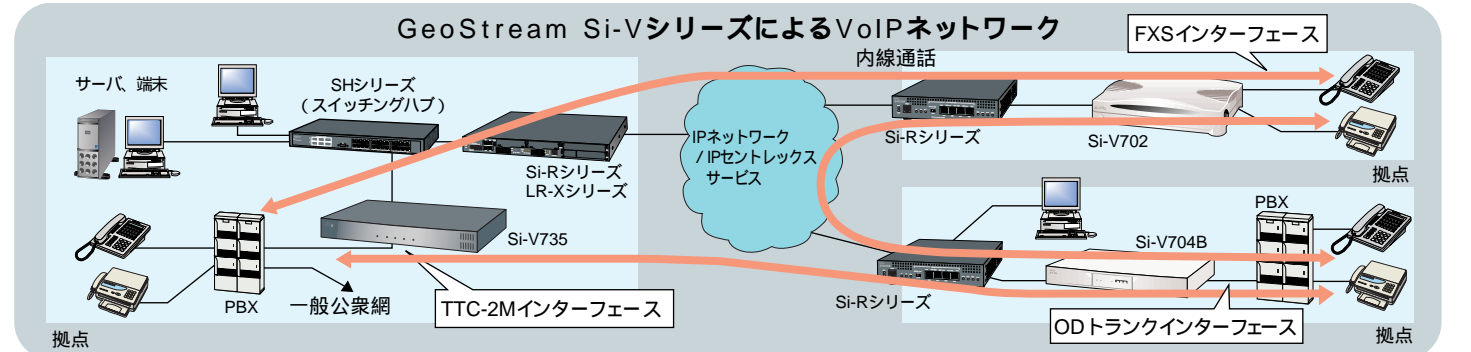 GeoStream Si-VシリーズによるVoIPネットワーク
サーバ、端末
SHシリーズ
（スイッチングハブ）
Si-Rシリーズ
LR-Xシリーズ
Si-V735
PBX
一般公衆網
TTC-2Mインターフェース
拠点
IPネットワーク
/IPセントレックス
サービス
内線通話
FXSインターフェース
Si-Rシリーズ
Si-V702
拠点
PBX
Si-V704B
Si-Rシリーズ
ODトランクインターフェース
拠点